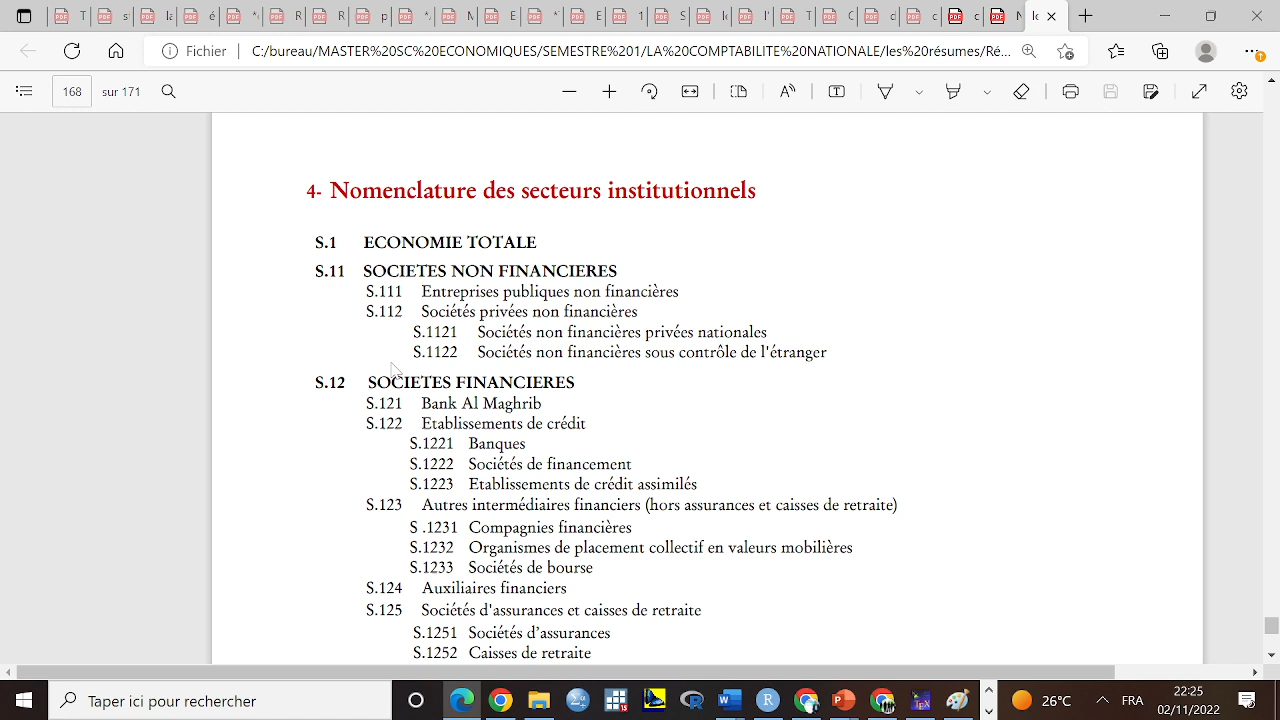 Fichier
C:/bureau/MASTER%20SC%20ECONOMIQUES/SEMESTRE%201/LA%20COMPTABILITE%20NATIONALE/les%20résumes/Ré...
168 sur 171
4- Nomenclature des secteurs institutionnels
S.1 ECONOMIE TOTALE
S.11 SOCIETES NON FINANCIERES
S.111 Entreprises publiques non financières
S.112 Sociétés privées non financières
S.1121 Sociétés non financières privées nationales
S.1122 Sociétés non financières sous contrôle de l'étranger
S.12 SOCIETES FINANCIERES
S.121 Bank Al Maghrib
S.122 Etablissements de crédit
S.1221 Banques
S.1222 Sociétés de financement
S.1223 Etablissements de crédit assimilés
S.123 Autres intermédiaires financiers (hors assurances et caisses de retraite)
S .1231 Compagnies financières
S.1232 Organismes de placement collectif en valeurs mobilières
S.1233 Sociétés de bourse
S.124 Auxiliaires financiers
S.125 Sociétés d'assurances et caisses de retraite
S.1251 Sociétés d’assurances
S.1252 Caisses de retraite
Taper ici pour rechercher
26°C
FRA
22:25
02/11/2022